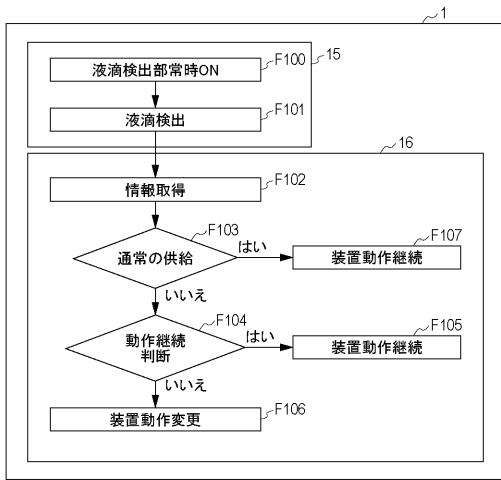 1
15
液滴検出部常時ON
F100
液滴検出
F101
16
情報取得
F102
通常の供給
F103
はい
装置動作継続
F107
いいえ
動作継続
判断
F104
はい
装置動作継続
F105
いいえ
装置動作変更
F106